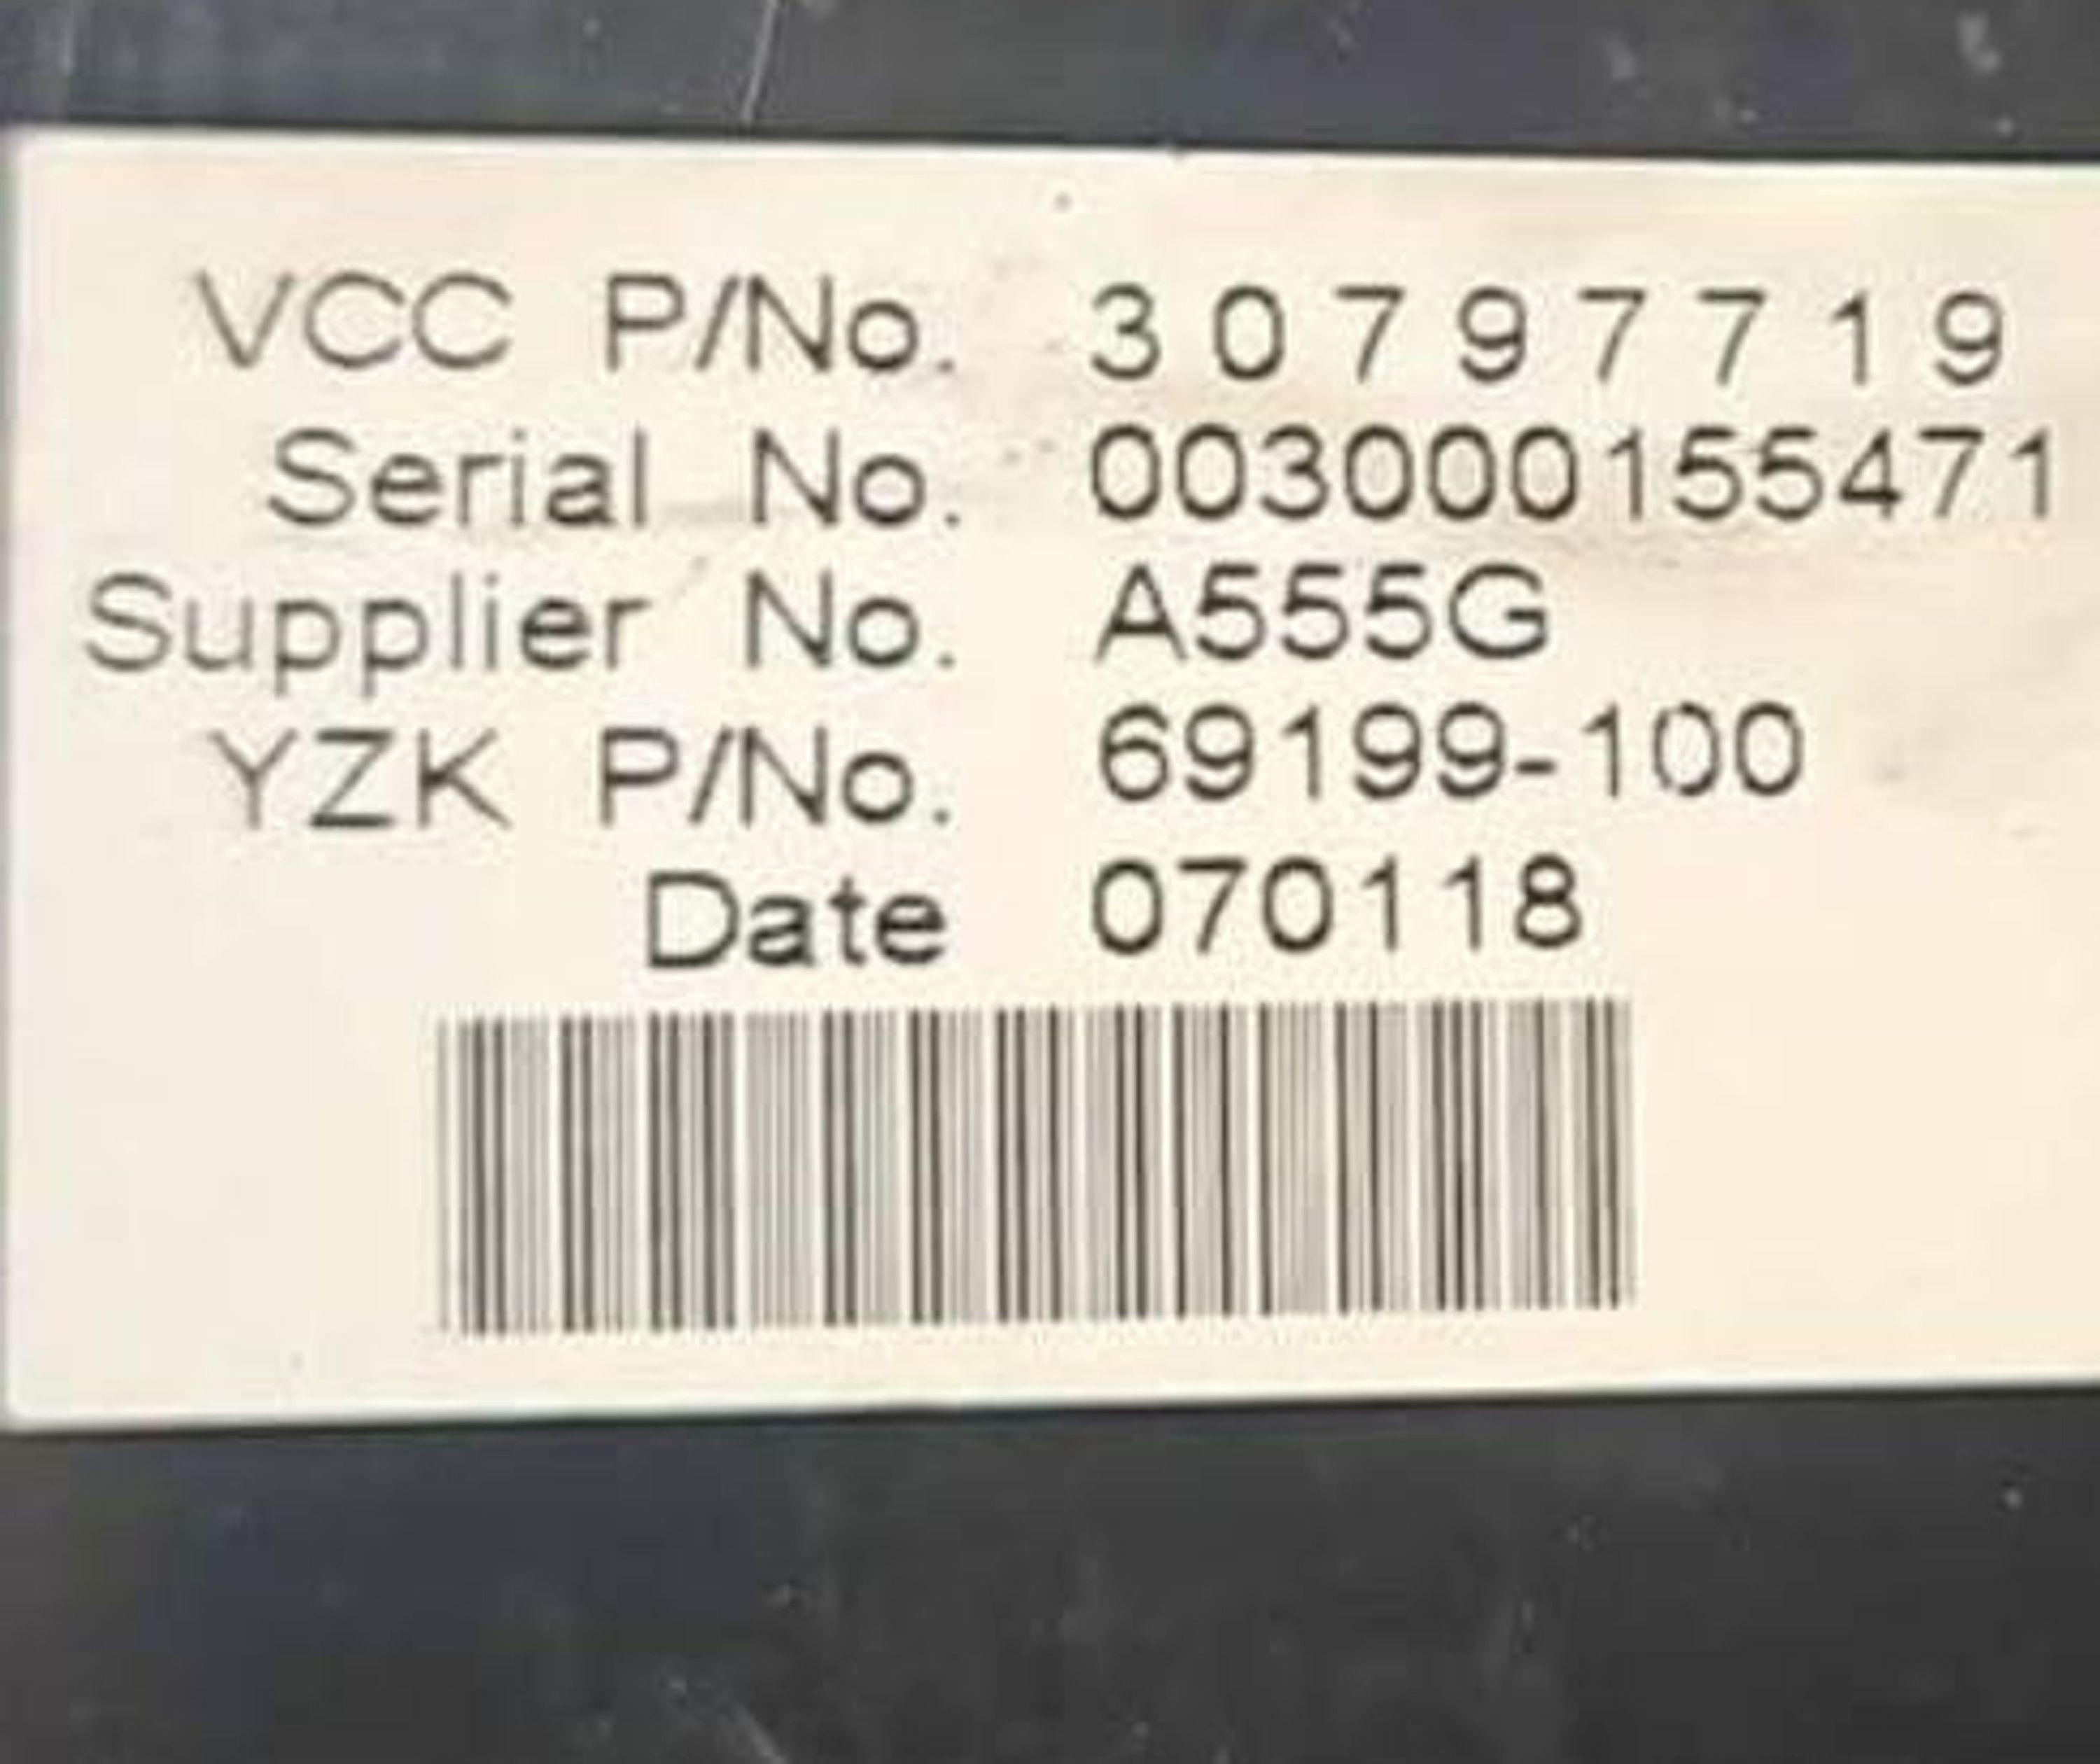 VCC P/No. 30797719
Serial No. 003000155471
Supplier No. A555G
YZK P/No. 69199-100
Date 070118